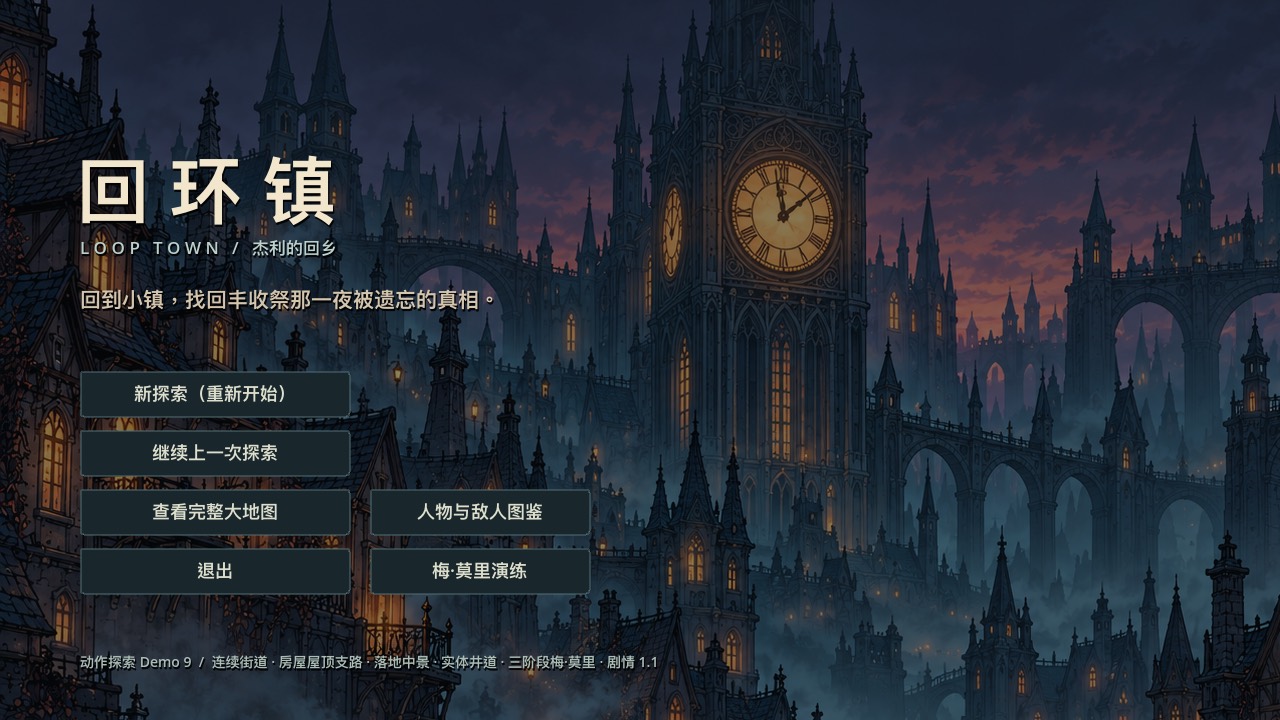 回环镇
LOOP TOWN / 杰利的回乡
回到小镇，找回丰收祭那一夜被遗忘的真相。
新探索（重新开始）
继续上一次探索
查看完整大地图
人物与敌人图鉴
退出
梅·莫里演练
动作探索 Demo 9 / 连续街道 · 房屋屋顶支路 · 落地中景 · 实体井道 · 三阶段梅·莫里 · 剧情 1.1